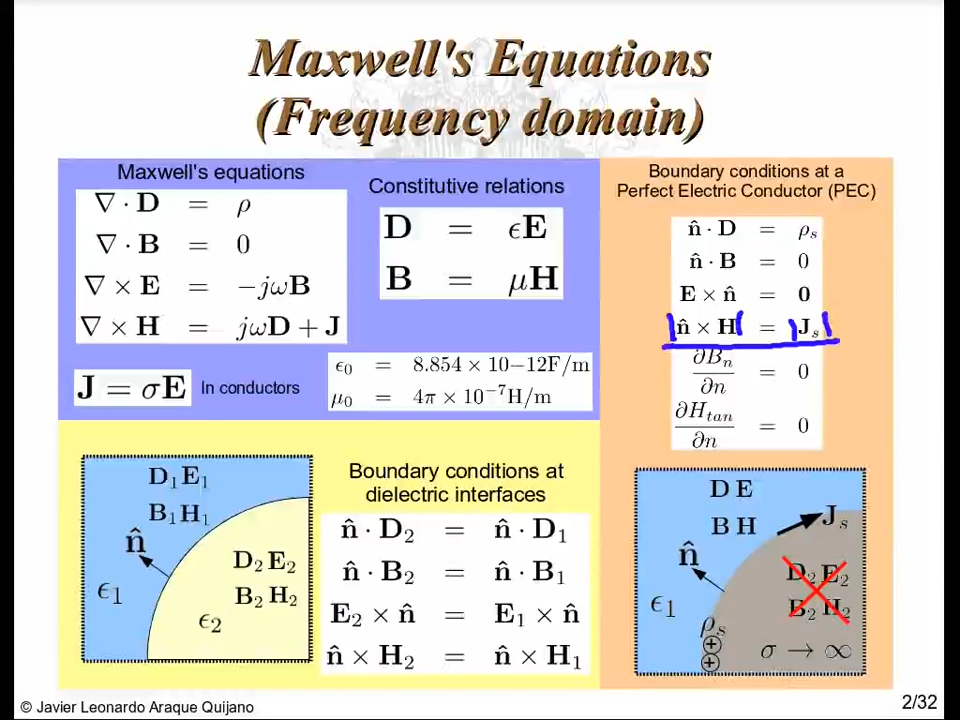 Maxwell's Equations
(Frequency domain)
Maxwell's equations
∇ · D = ρ
∇ · B = 0
∇ × E = −jωB
∇ × H = jωD + J
J = σE In conductors
Constitutive relations
D = ϵE
B = μH
ϵ₀ = 8.854 × 10−12F/m
μ₀ = 4π × 10⁻⁷H/m
Boundary conditions at a
Perfect Electric Conductor (PEC)
n̂ · D = ρₛ
n̂ · B = 0
E × n̂ = 0
|n̂ × H| = |Jₛ|
∂Bₙ/∂n = 0
∂H_tan/∂n = 0
D₁ E₁
B₁ H₁
n̂
ϵ₁
D₂ E₂
B₂ H₂
ϵ₂
Boundary conditions at
dielectric interfaces
n̂ · D₂ = n̂ · D₁
n̂ · B₂ = n̂ · B₁
E₂ × n̂ = E₁ × n̂
n̂ × H₂ = n̂ × H₁
D E
B H
Jₛ
n̂
D₂ E₂
B₂ H₂
ϵ₁
ρₛ
+
+
σ → ∞
© Javier Leonardo Araque Quijano
2/32